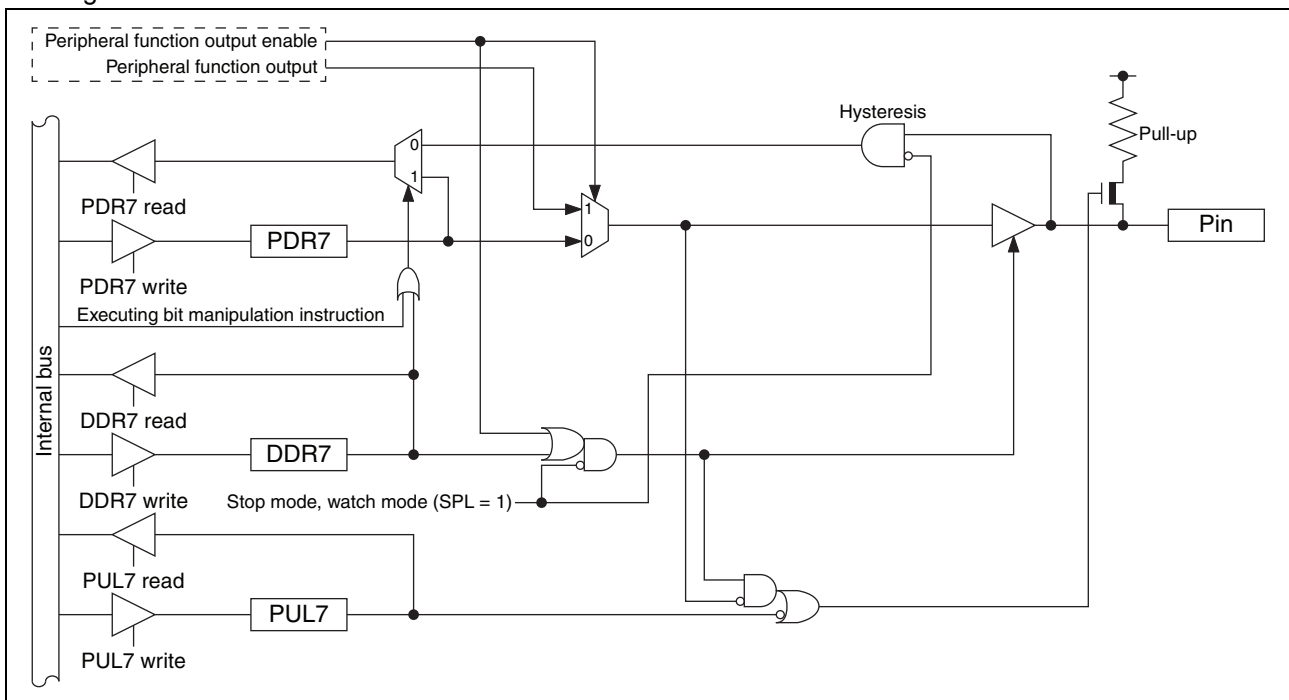 Peripheral function output enable
Peripheral function output
Hysteresis
Pull-up
0
1
PDR7 read
1
PDR7
0
Pin
PDR7 write
Executing bit manipulation instruction
Internal bus
DDR7 read
DDR7
DDR7 write
Stop mode, watch mode (SPL = 1)
PUL7 read
PUL7
PUL7 write